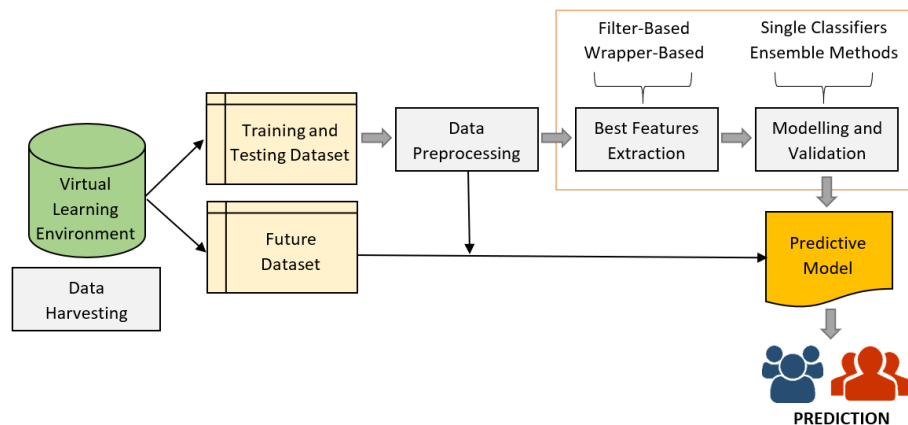 Filter-Based
Wrapper-Based
Single Classifiers
Ensemble Methods
Virtual
Learning
Environment
Data
Harvesting
Training and
Testing Dataset
Future
Dataset
Data
Preprocessing
Best Features
Extraction
Modelling and
Validation
Predictive
Model
PREDICTION